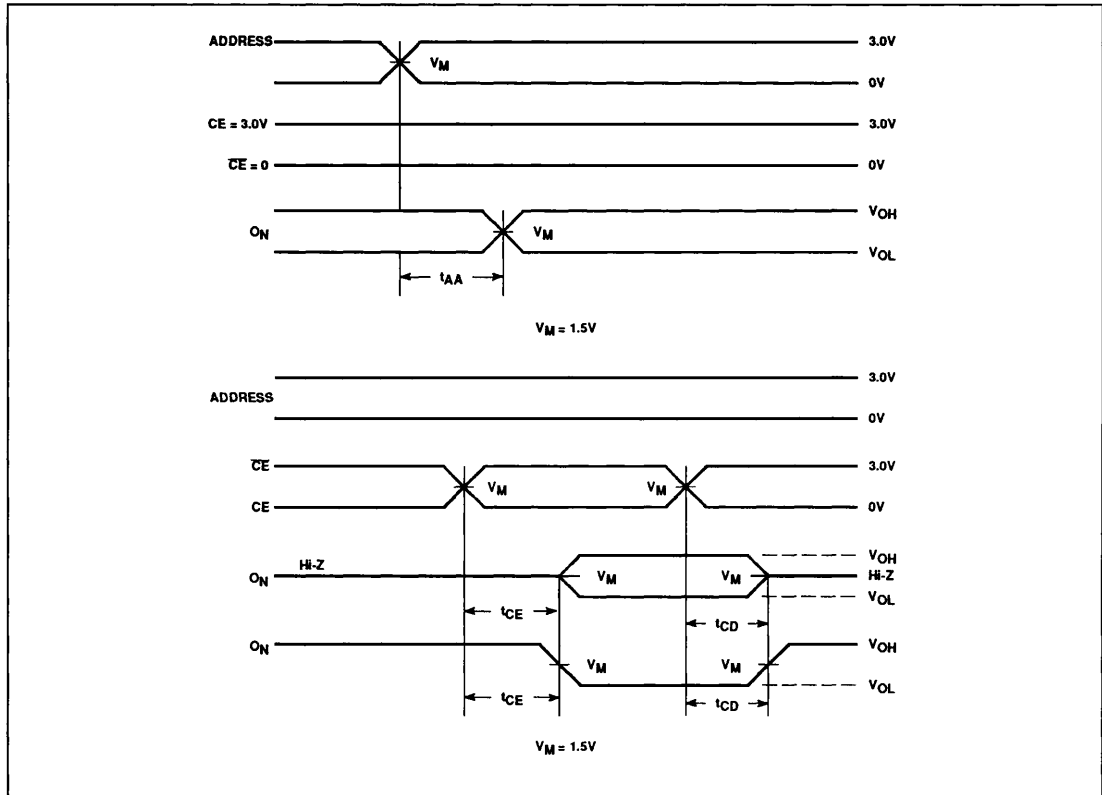 ADDRESS 3.0V
VM
0V
CE = 3.0V 3.0V
C̅E̅ = 0 0V
VOH
ON VM
VOL
tAA
VM = 1.5V
3.0V
ADDRESS
0V
C̅E̅ 3.0V
VM VM
CE 0V
VOH
Hi-Z
ON VM VM Hi-Z
VOL
tCE tCD
ON VOH
VM VM
VOL
tCE tCD
VM = 1.5V